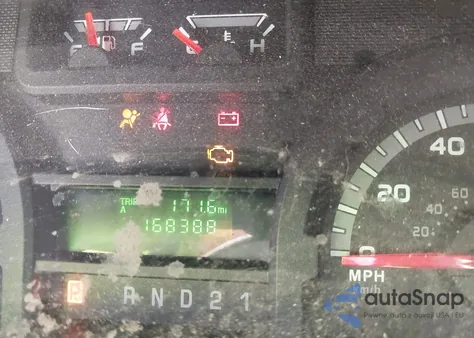 E F
C H
TRIP A 171.6 mi
168388
P R N D 2 1
40
60
20
40
20
0
MPH
km/h
autoSnap